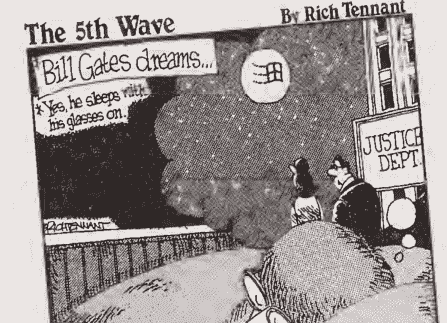 The 5th Wave
By Rich Tennant
Bill Gates dreams...
* Yes, he sleeps with
his glasses on.
JUSTICE
DEPT.
RICHTENNANT